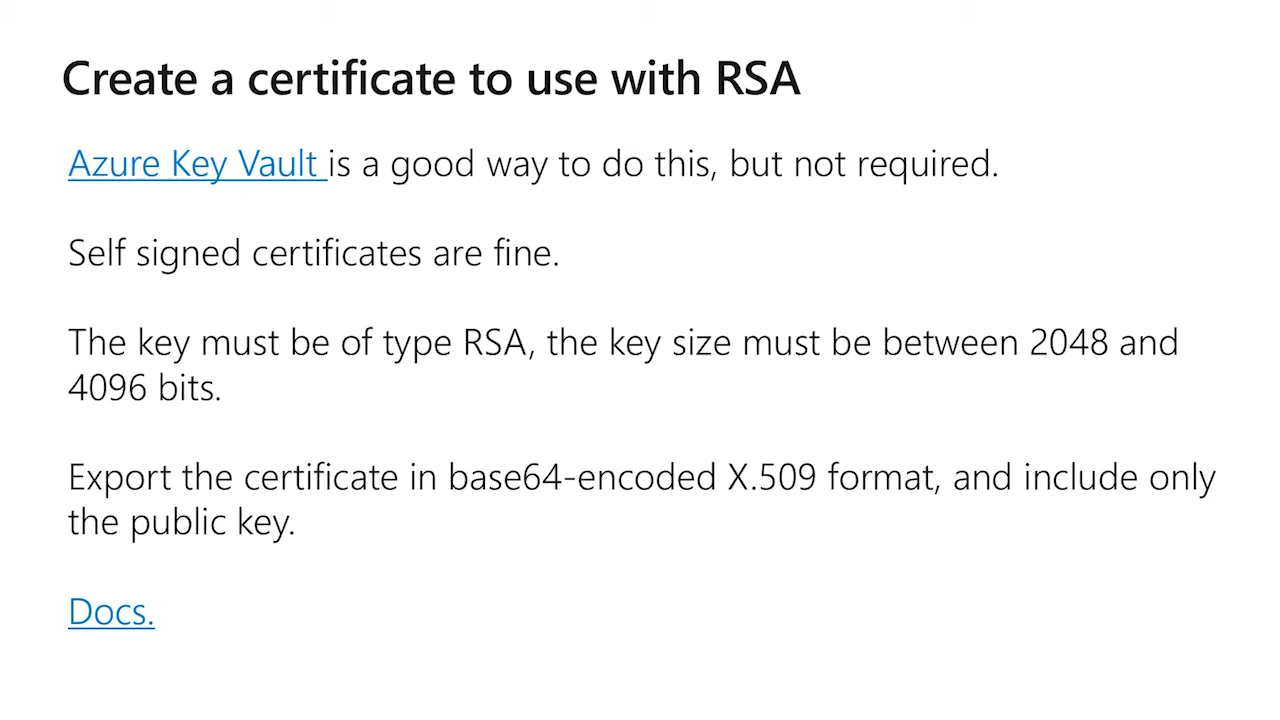 Create a certificate to use with RSA
Azure Key Vault is a good way to do this, but not required.
Self signed certificates are fine.
The key must be of type RSA, the key size must be between 2048 and
4096 bits.
Export the certificate in base64-encoded X.509 format, and include only
the public key.
Docs.